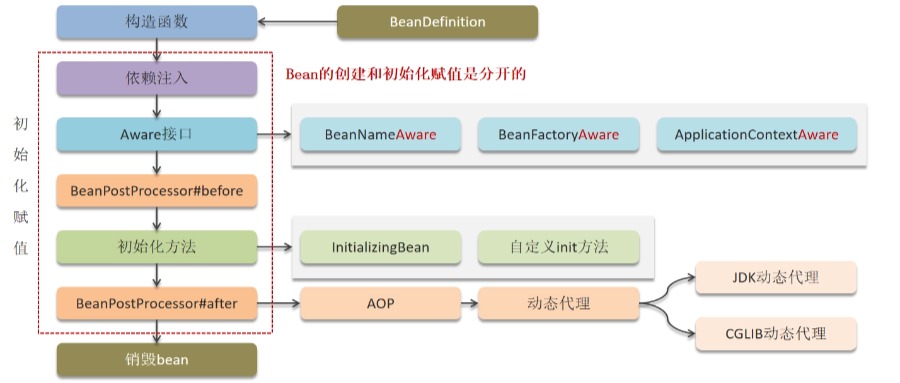 构造函数
BeanDefinition
依赖注入
Bean的创建和初始化赋值是分开的
初始化赋值
Aware接口
BeanNameAware
BeanFactoryAware
ApplicationContextAware
BeanPostProcessor#before
初始化方法
InitializingBean
自定义init方法
BeanPostProcessor#after
AOP
动态代理
JDK动态代理
CGLIB动态代理
销毁bean